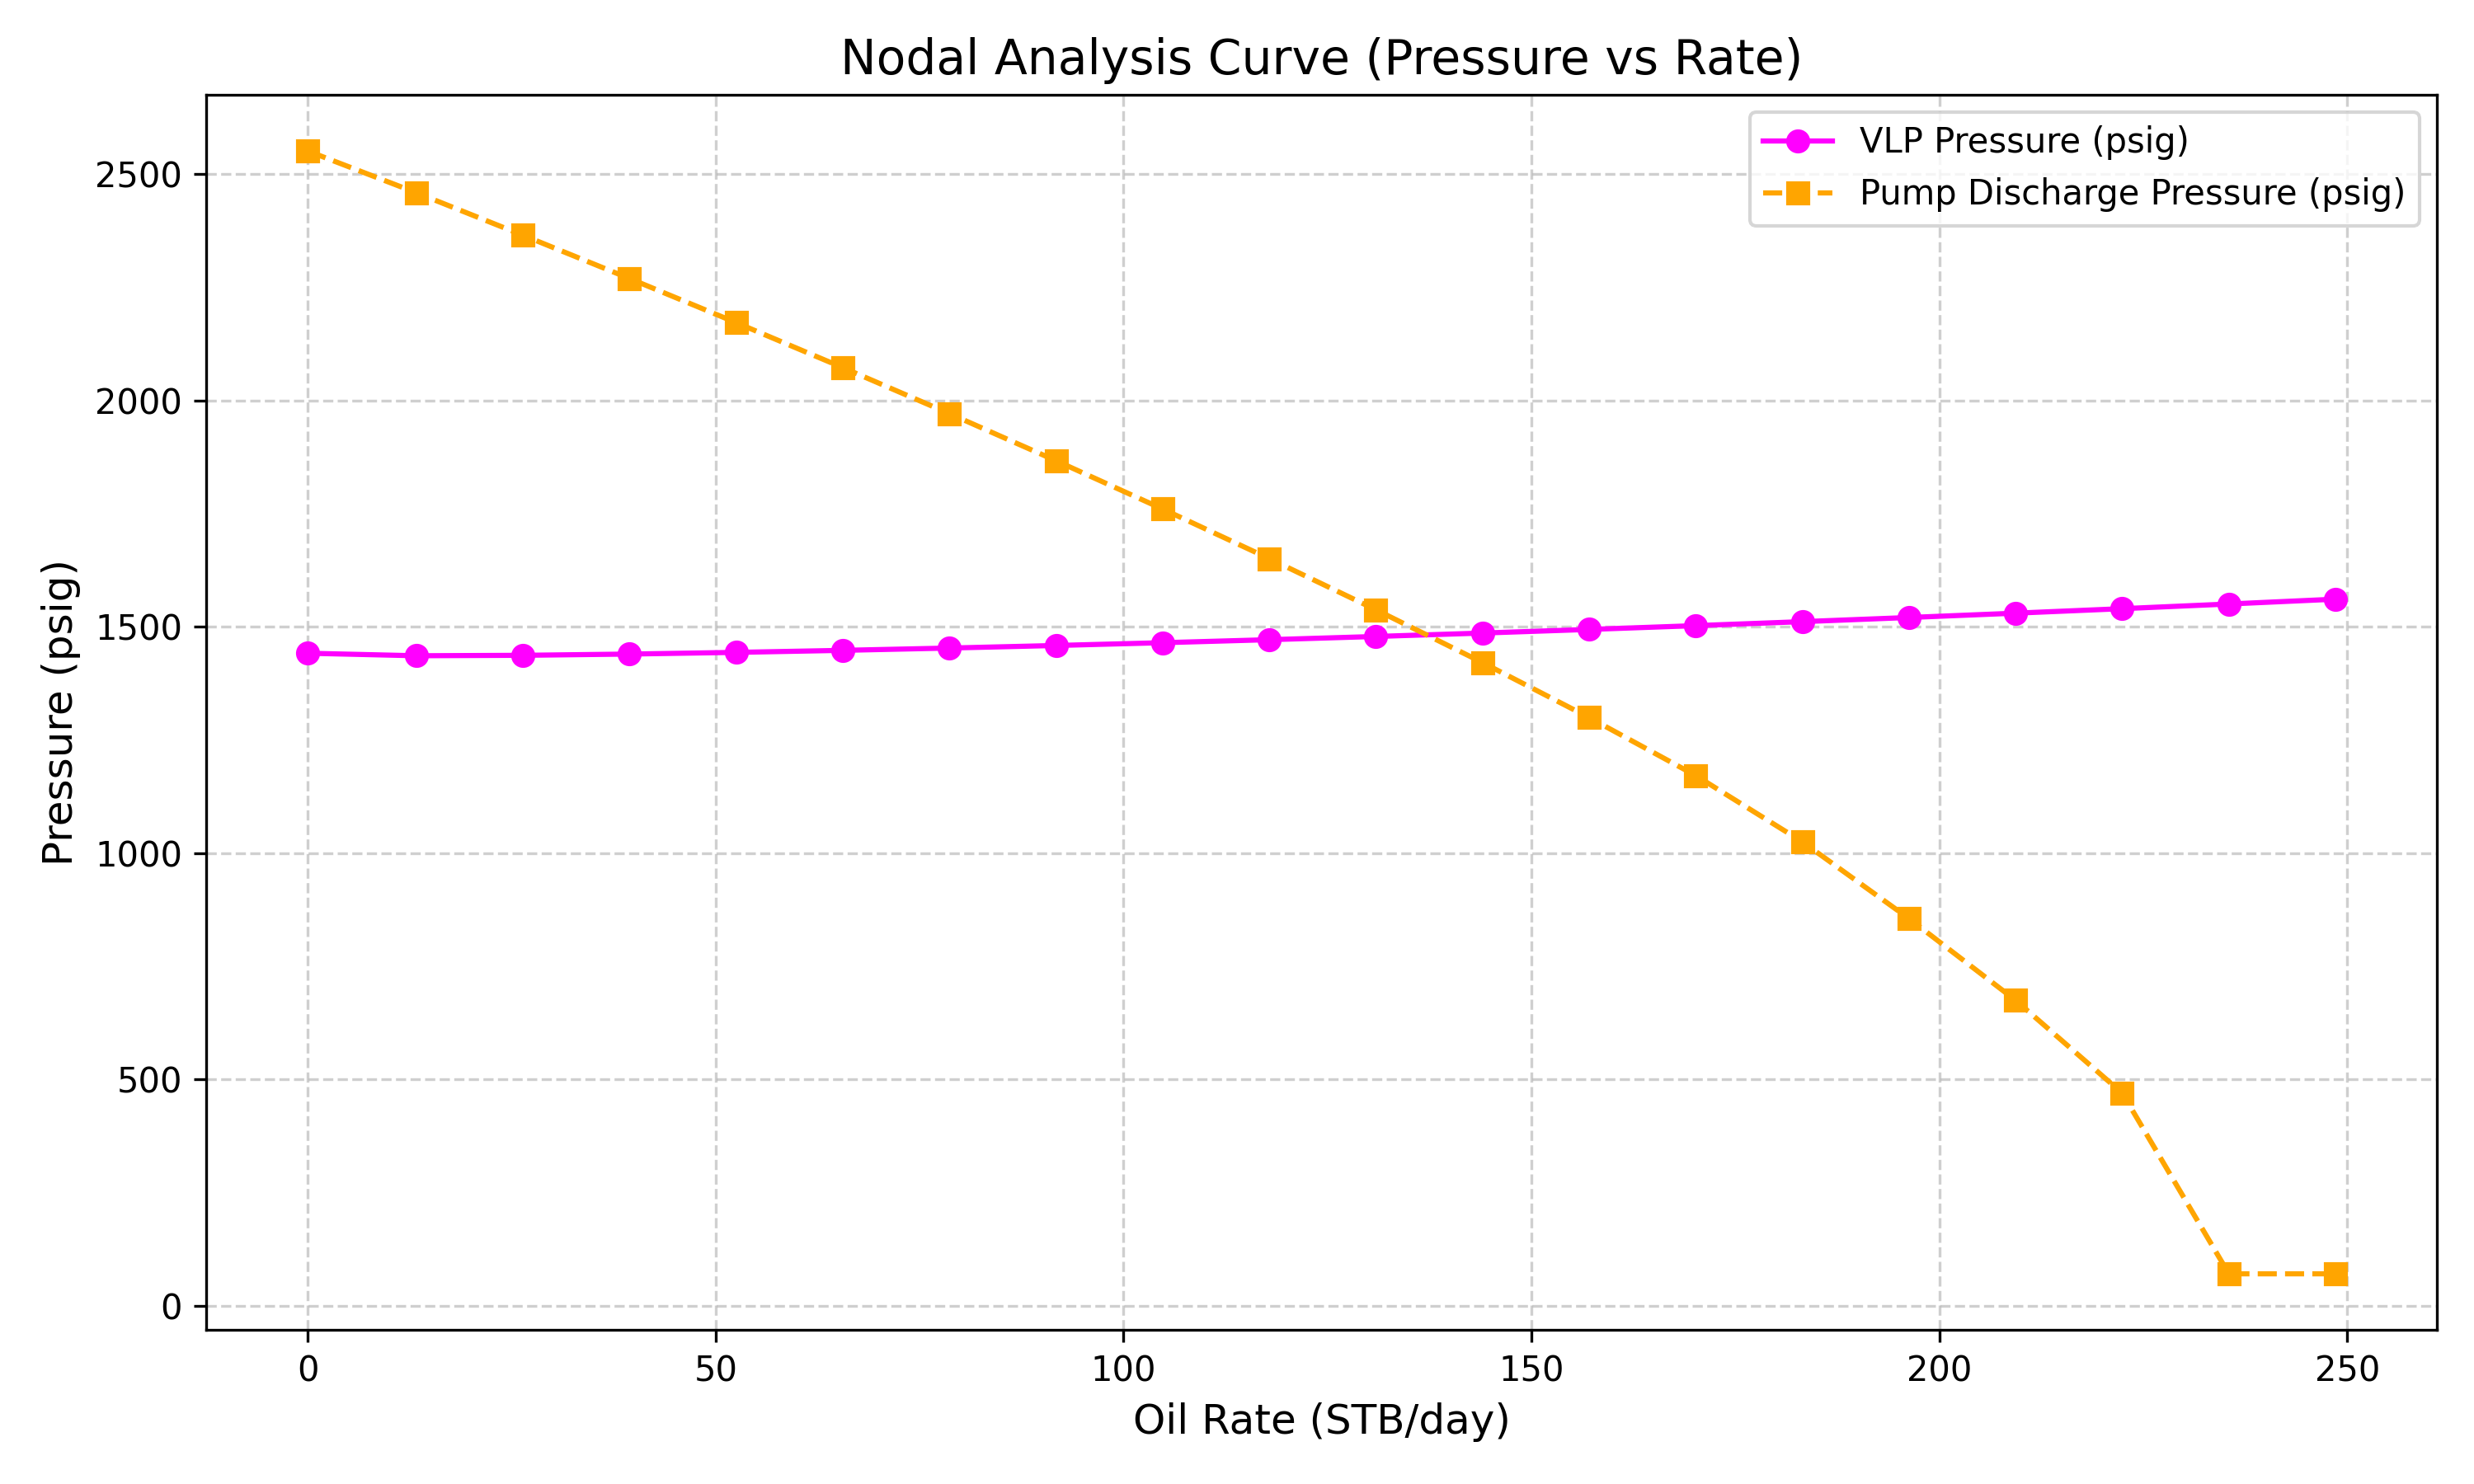 Nodal Analysis Curve (Pressure vs Rate)
VLP Pressure (psig)
Pump Discharge Pressure (psig)
Pressure (psig)
2500
2000
1500
1000
500
0
0 50 100 150 200 250
Oil Rate (STB/day)